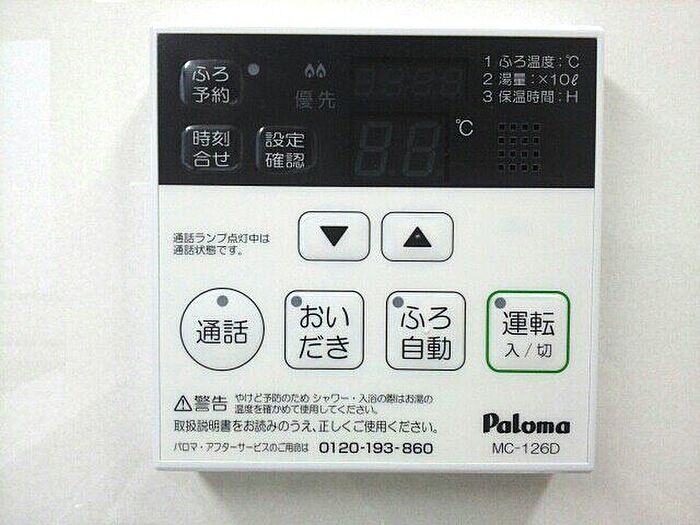 ふろ
予約
優先
1 ふろ温度：℃
2 湯量：×10ℓ
3 保温時間：H
時刻
合せ
設定
確認
88
℃
通話ランプ点灯中は
通話状態です。
▼
▲
通話
おい
だき
ふろ
自動
運転
入/切
⚠警告 やけど予防のため シャワー・入浴の際はお湯の
温度を確かめて使用してください。
取扱説明書をお読みのうえ、正しくご使用ください。
パロマ・アフターサービスのご用命は 0120-193-860
Paloma
MC-126D